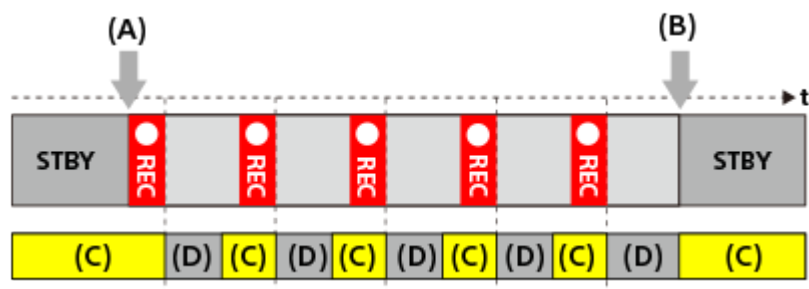 (A) (B)
t
STBY REC REC REC REC REC STBY
(C) (D) (C) (D) (C) (D) (C) (D) (C) (D) (C)